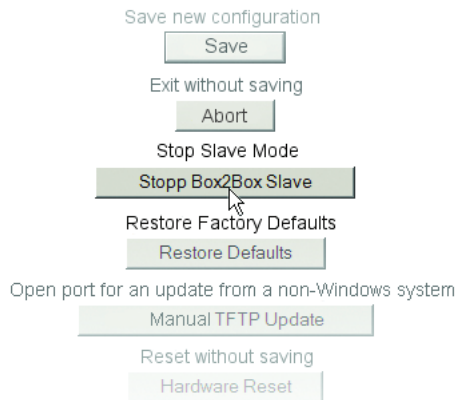 Save new configuration
Save
Exit without saving
Abort
Stop Slave Mode
Stopp Box2Box Slave
Restore Factory Defaults
Restore Defaults
Open port for an update from a non-Windows system
Manual TFTP Update
Reset without saving
Hardware Reset